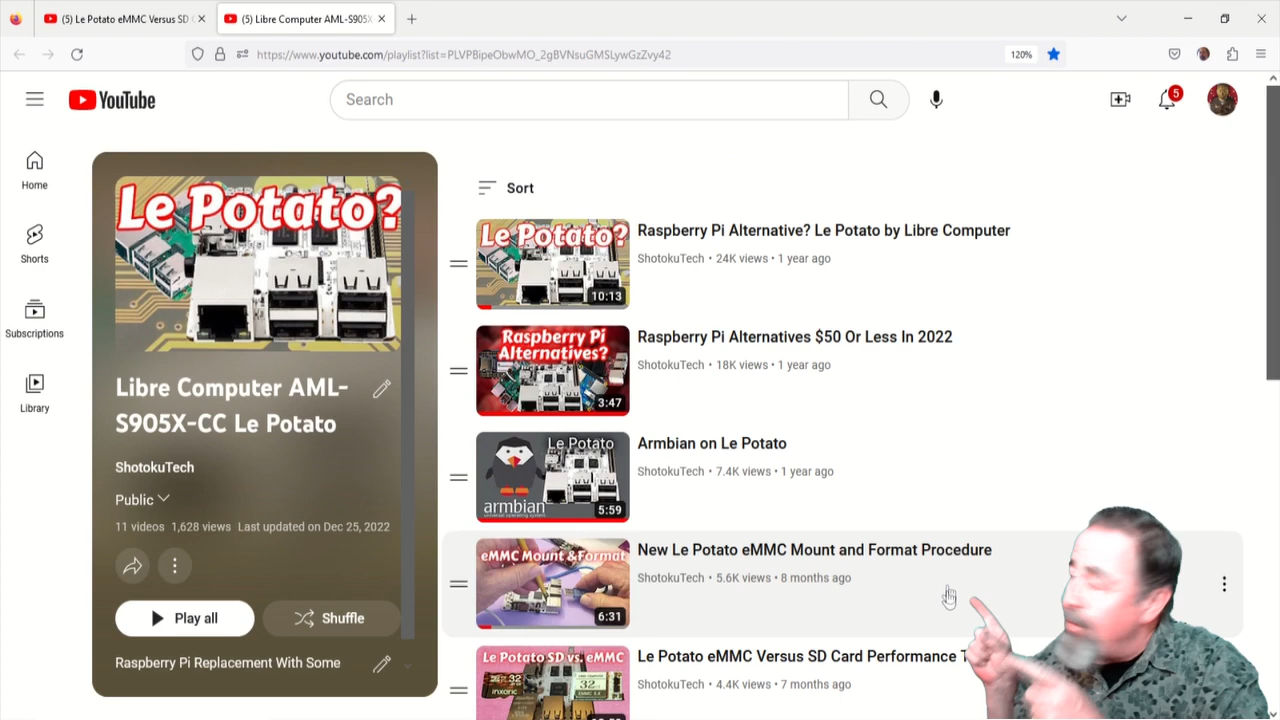 (5) Le Potato eMMC Versus SD
(5) Libre Computer AML-S905X
https://www.youtube.com/playlist?list=PLVPBipeObwMO_2gBVNsuGMSLywGzZvy42
120%
YouTube
Search
5
Home
Shorts
Subscriptions
Library
Le Potato?
Libre Computer AML-
S905X-CC Le Potato
ShotokuTech
Public
11 videos 1,628 views Last updated on Dec 25, 2022
Play all
Shuffle
Raspberry Pi Replacement With Some
Sort
Le Potato?
10:13
Raspberry Pi Alternative? Le Potato by Libre Computer
ShotokuTech • 24K views • 1 year ago
Raspberry Pi
Alternatives?
3:47
Raspberry Pi Alternatives $50 Or Less In 2022
ShotokuTech • 18K views • 1 year ago
Le Potato
armbian
5:59
Armbian on Le Potato
ShotokuTech • 7.4K views • 1 year ago
eMMC Mount & Format
6:31
New Le Potato eMMC Mount and Format Procedure
ShotokuTech • 5.6K views • 8 months ago
Le Potato SD vs. eMMC
32
inxoric
32
Le Potato eMMC Versus SD Card Performance
ShotokuTech • 4.4K views • 7 months ago